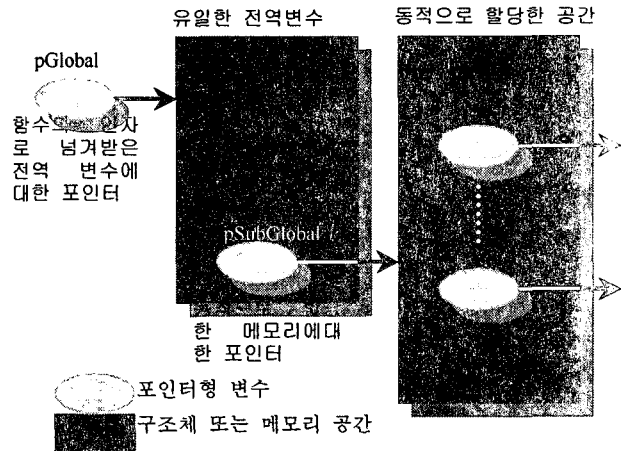 유일한 전역변수
동적으로 할당한 공간
pGlobal
함수의 인자
로 넘겨받은
전역 변수에
대한 포인터
pSubGlobal
한 메모리에대
한 포인터
포인터형 변수
구조체 또는 메모리 공간